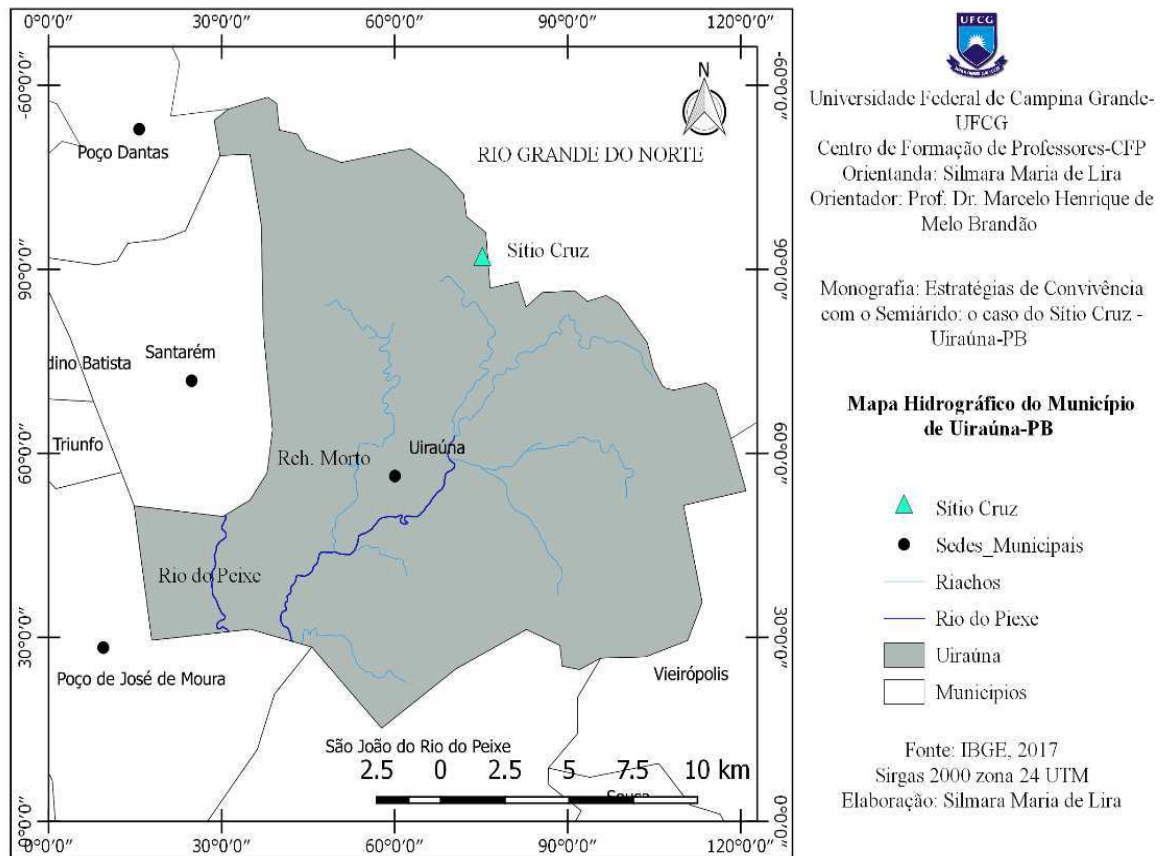 0°0'0" 30°0'0" 60°0'0" 90°0'0" 120°0'0"
-60°0'0" -60°0'0"
N
Poço Dantas
RIO GRANDE DO NORTE
Sítio Cruz
90°0'0" 90°0'0"
Santarém
dino Batista
Triunfo
Rch. Morto
Uiraúna
60°0'0" 60°0'0"
Rio do Peixe
30°0'0" 30°0'0"
Poço de José de Moura
Vieirópolis
São João do Rio do Peixe
2.5 0 2.5 5 7.5 10 km
Sousa
0°0'0" 0°0'0"
0°0'0" 30°0'0" 60°0'0" 90°0'0" 120°0'0"
UFCG
Universidade Federal de Campina Grande-
UFCG
Centro de Formação de Professores-CFP
Orientanda: Silmara Maria de Lira
Orientador: Prof. Dr. Marcelo Henrique de
Melo Brandão
Monografia: Estratégias de Convivência
com o Semiárido: o caso do Sítio Cruz -
Uiraúna-PB
Mapa Hidrográfico do Município
de Uiraúna-PB
Sítio Cruz
Sedes_Municipais
Riachos
Rio do Piexe
Uiraúna
Municípios
Fonte: IBGE, 2017
Sirgas 2000 zona 24 UTM
Elaboração: Silmara Maria de Lira